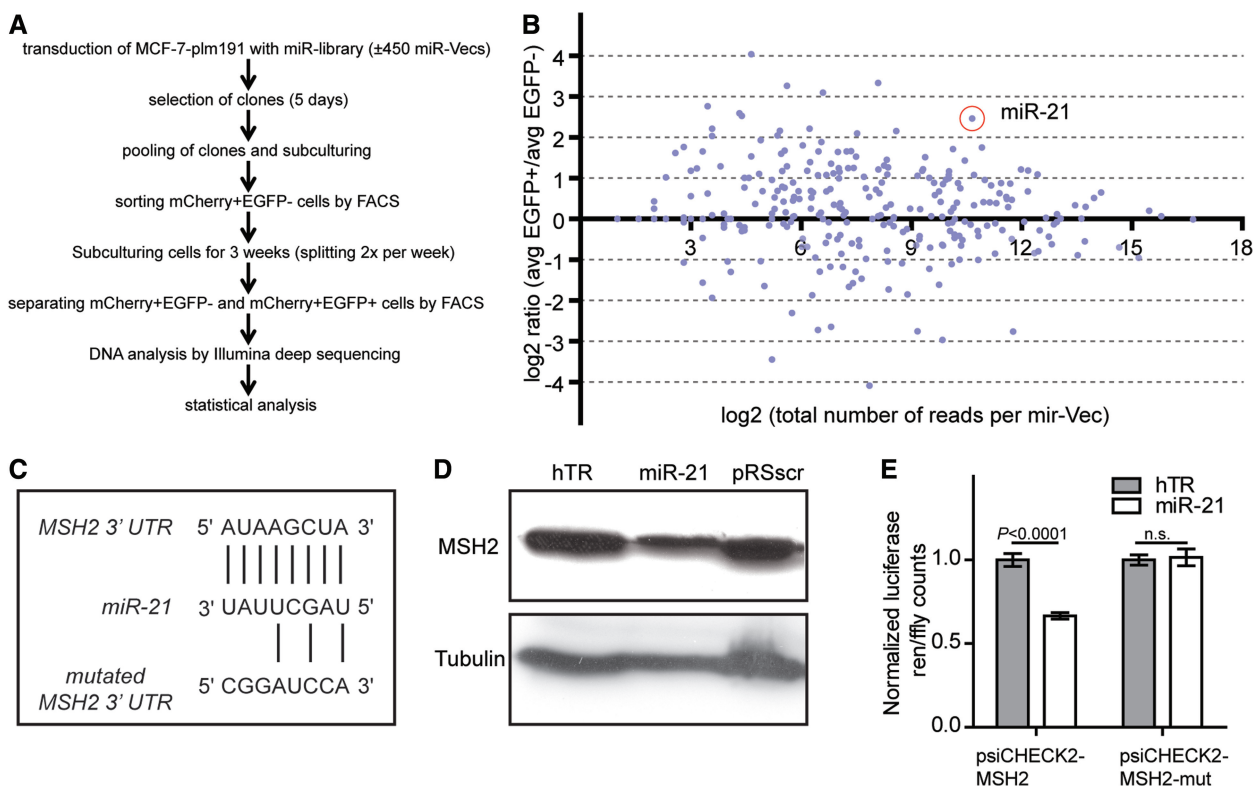 A
transduction of MCF-7-plm191 with miR-library (±450 miR-Vecs)
selection of clones (5 days)
pooling of clones and subculturing
sorting mCherry+EGFP- cells by FACS
Subculturing cells for 3 weeks (splitting 2x per week)
separating mCherry+EGFP- and mCherry+EGFP+ cells by FACS
DNA analysis by Illumina deep sequencing
statistical analysis
B
log2 ratio (avg EGFP+/avg EGFP-)
4
3
2
1
0
-1
-2
-3
-4
3
6
9
12
15
18
miR-21
log2 (total number of reads per mir-Vec)
C
MSH2 3' UTR 5' AUAAGCUA 3'
miR-21 3' UAUUCGAU 5'
mutated
MSH2 3' UTR 5' CGGAUCCA 3'
D
hTR miR-21 pRSscr
MSH2
Tubulin
E
Normalized luciferase
ren/ffly counts
hTR
miR-21
P<0.0001
n.s.
1.0
0.5
0.0
psiCHECK2-
MSH2
psiCHECK2-
MSH2-mut